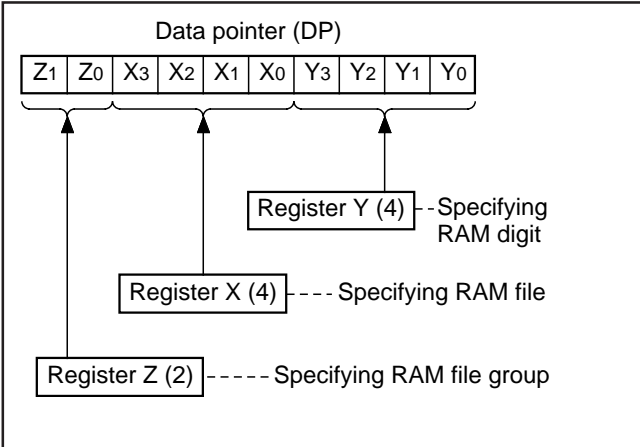 Data pointer (DP)
Z1 Z0 X3 X2 X1 X0 Y3 Y2 Y1 Y0
Register Y (4) Specifying
RAM digit
Register X (4) Specifying RAM file
Register Z (2) Specifying RAM file group